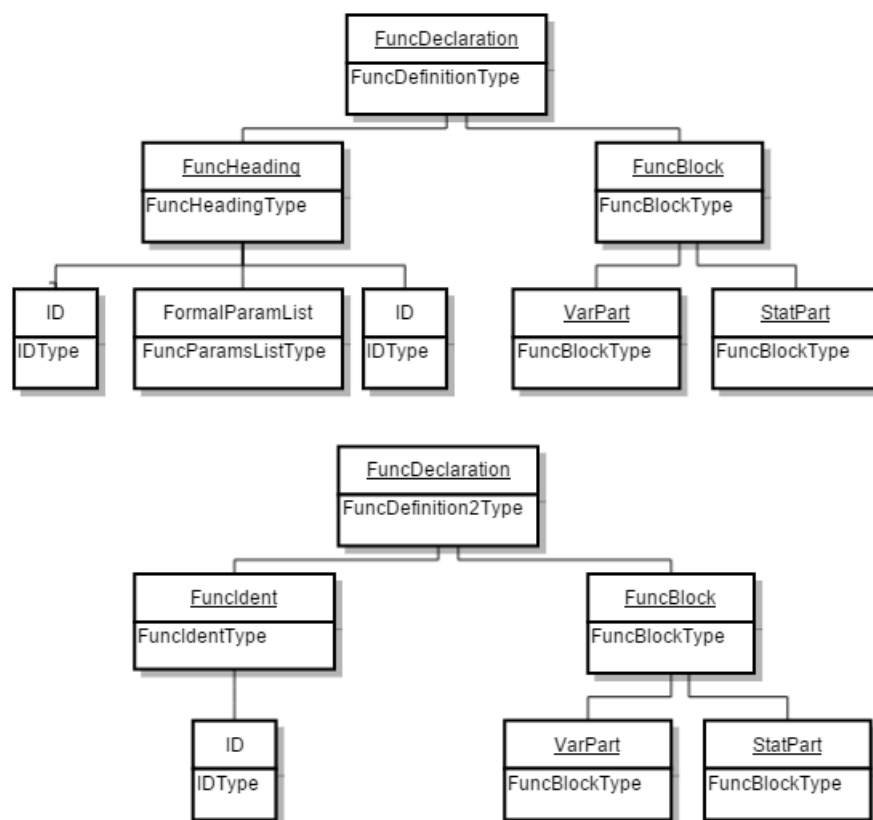 FuncDeclaration
FuncDefinitionType
FuncHeading
FuncHeadingType
FuncBlock
FuncBlockType
ID
IDType
FormalParamList
FuncParamsListType
ID
IDType
VarPart
FuncBlockType
StatPart
FuncBlockType
FuncDeclaration
FuncDefinition2Type
FuncIdent
FuncIdentType
FuncBlock
FuncBlockType
ID
IDType
VarPart
FuncBlockType
StatPart
FuncBlockType